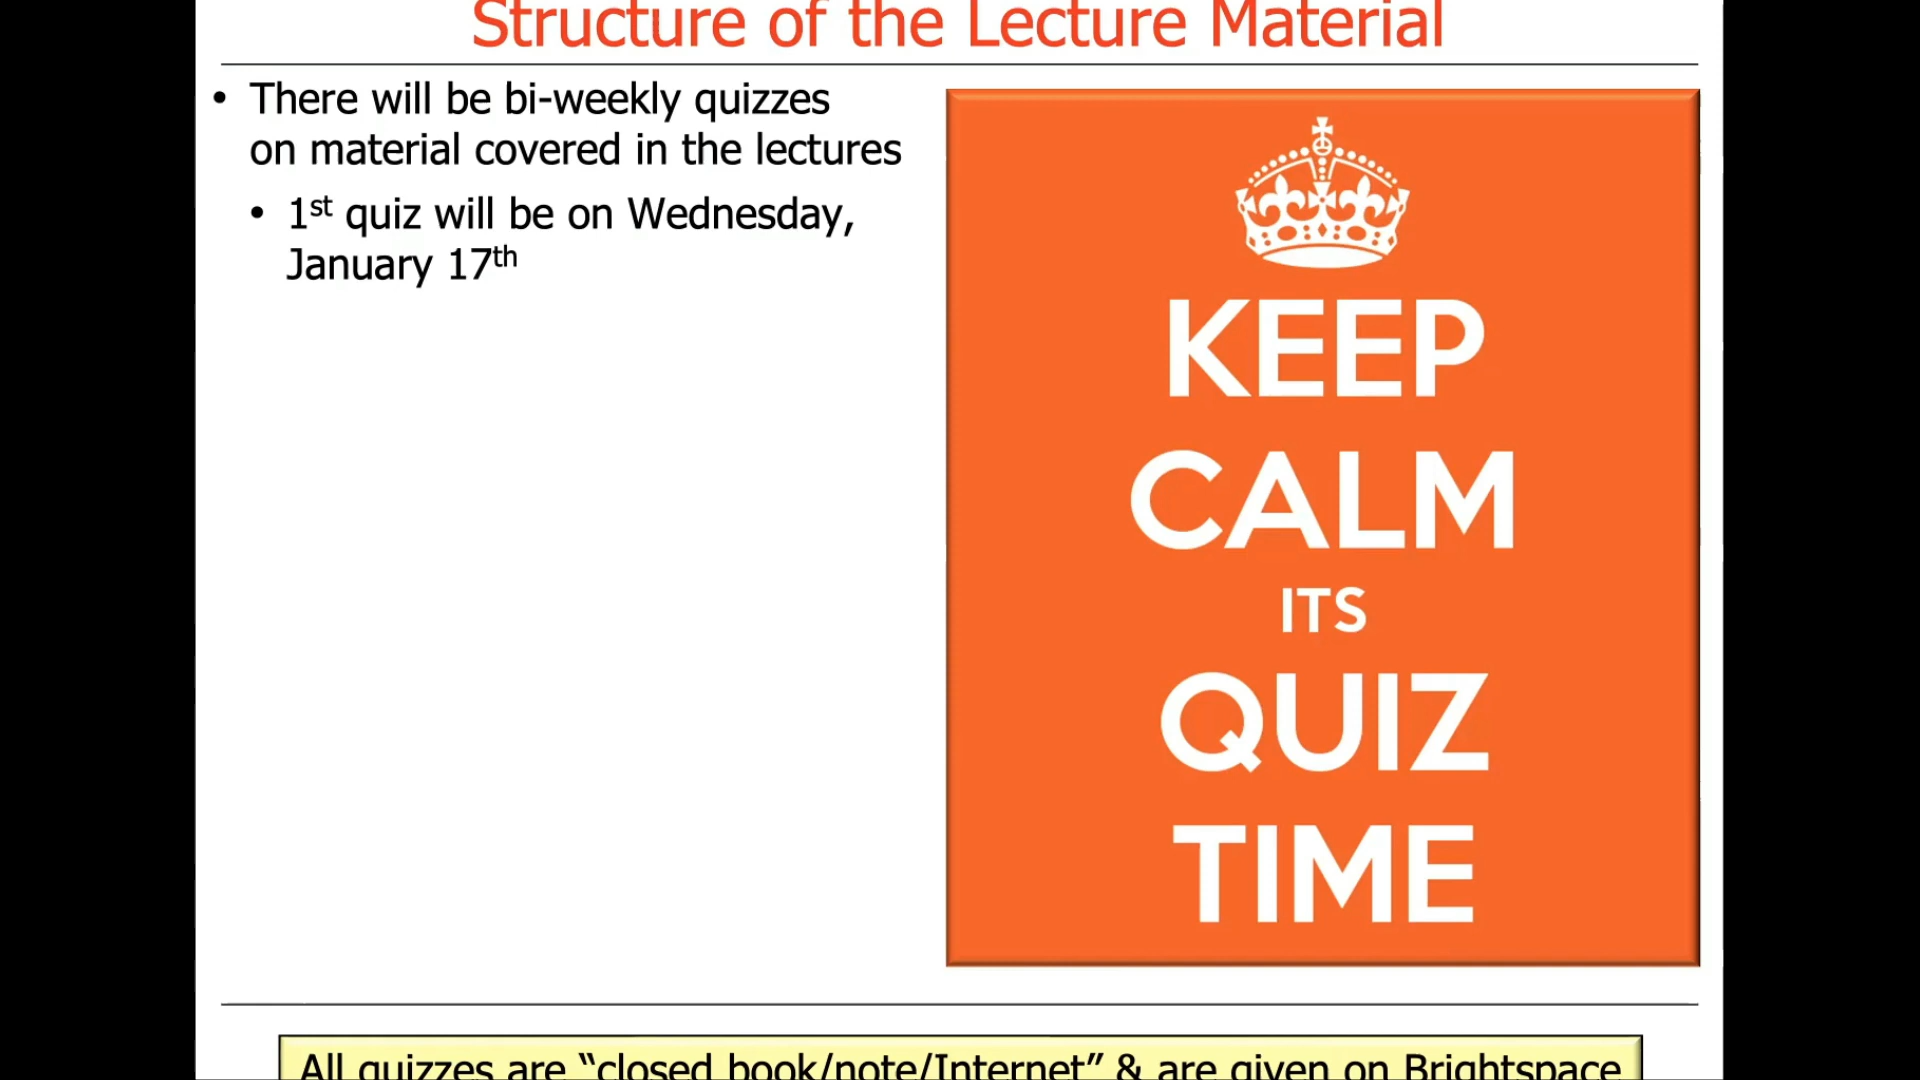 Structure of the Lecture Material
• There will be bi-weekly quizzes
on material covered in the lectures
• 1st quiz will be on Wednesday,
January 17th
KEEP
CALM
ITS
QUIZ
TIME
All quizzes are “closed book/note/Internet” & are given on Brightspace